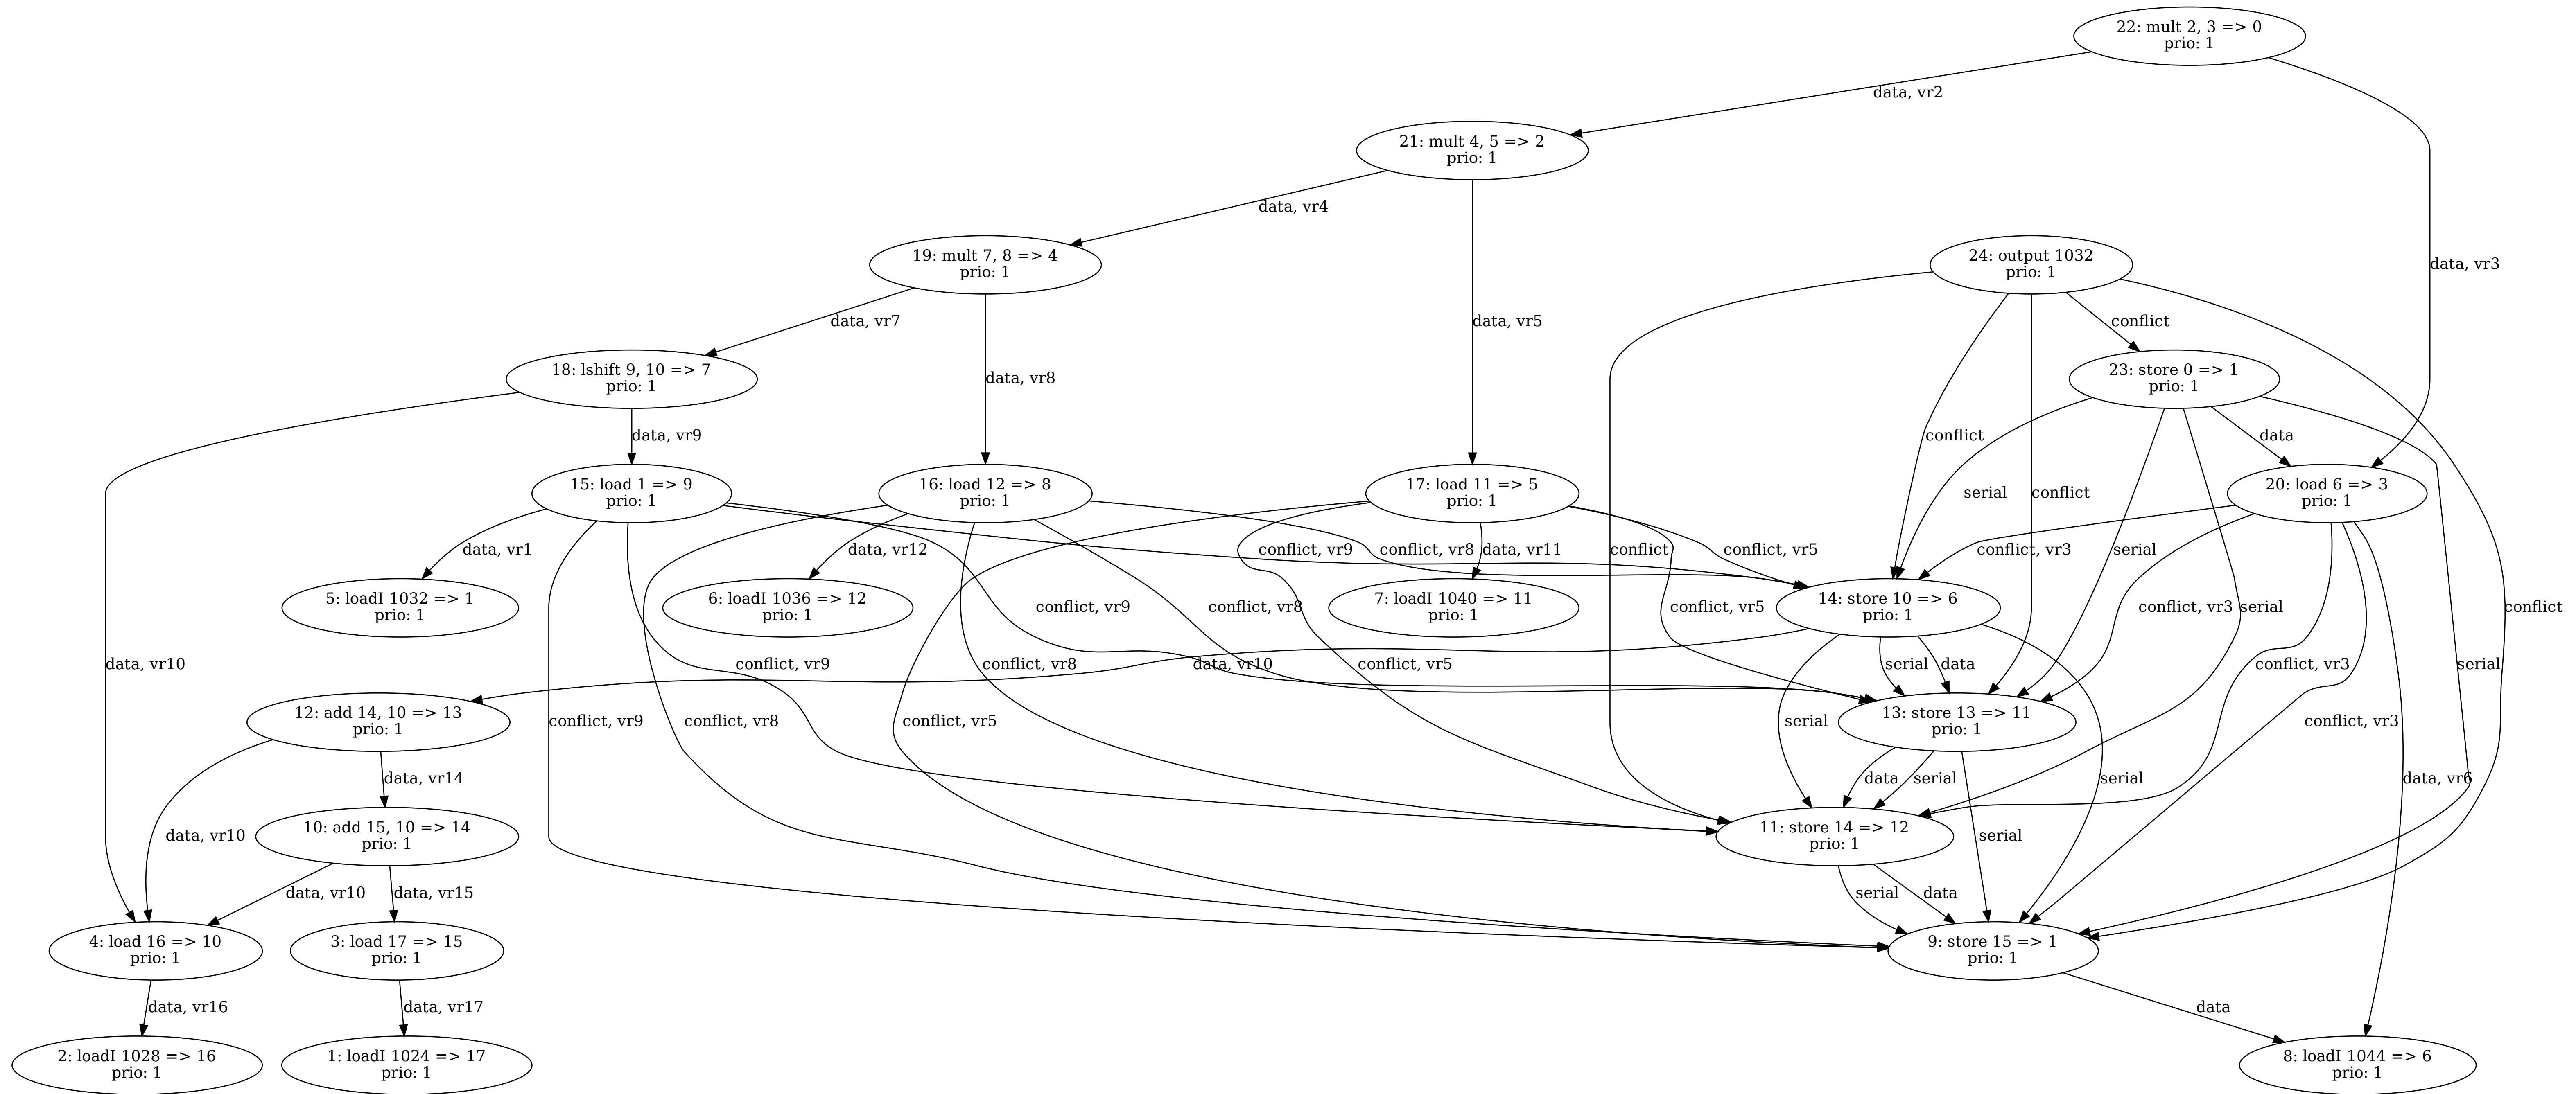 22: mult 2, 3 => 0
prio: 1
data, vr2
21: mult 4, 5 => 2
prio: 1
data, vr4
19: mult 7, 8 => 4
prio: 1
24: output 1032
prio: 1
data, vr3
data, vr7
data, vr5
conflict
18: lshift 9, 10 => 7
prio: 1
data, vr8
23: store 0 => 1
prio: 1
data, vr9
conflict
data
15: load 1 => 9
prio: 1
16: load 12 => 8
prio: 1
17: load 11 => 5
prio: 1
serial
conflict
20: load 6 => 3
prio: 1
data, vr1
data, vr12
conflict, vr9
conflict, vr8
data, vr11
conflict
conflict, vr5
conflict, vr3
serial
5: loadI 1032 => 1
prio: 1
6: loadI 1036 => 12
prio: 1
conflict, vr9
conflict, vr8
7: loadI 1040 => 11
prio: 1
conflict, vr5
14: store 10 => 6
prio: 1
conflict, vr3
serial
conflict
data, vr10
conflict, vr9
conflict, vr8
data, vr10
conflict, vr5
serial
data
conflict, vr3
serial
12: add 14, 10 => 13
prio: 1
conflict, vr9
conflict, vr8
conflict, vr5
serial
13: store 13 => 11
prio: 1
conflict, vr3
data, vr14
data
serial
serial
data, vr6
data, vr10
10: add 15, 10 => 14
prio: 1
11: store 14 => 12
prio: 1
serial
data, vr10
data, vr15
serial
data
4: load 16 => 10
prio: 1
3: load 17 => 15
prio: 1
9: store 15 => 1
prio: 1
data, vr16
data, vr17
data
2: loadI 1028 => 16
prio: 1
1: loadI 1024 => 17
prio: 1
8: loadI 1044 => 6
prio: 1